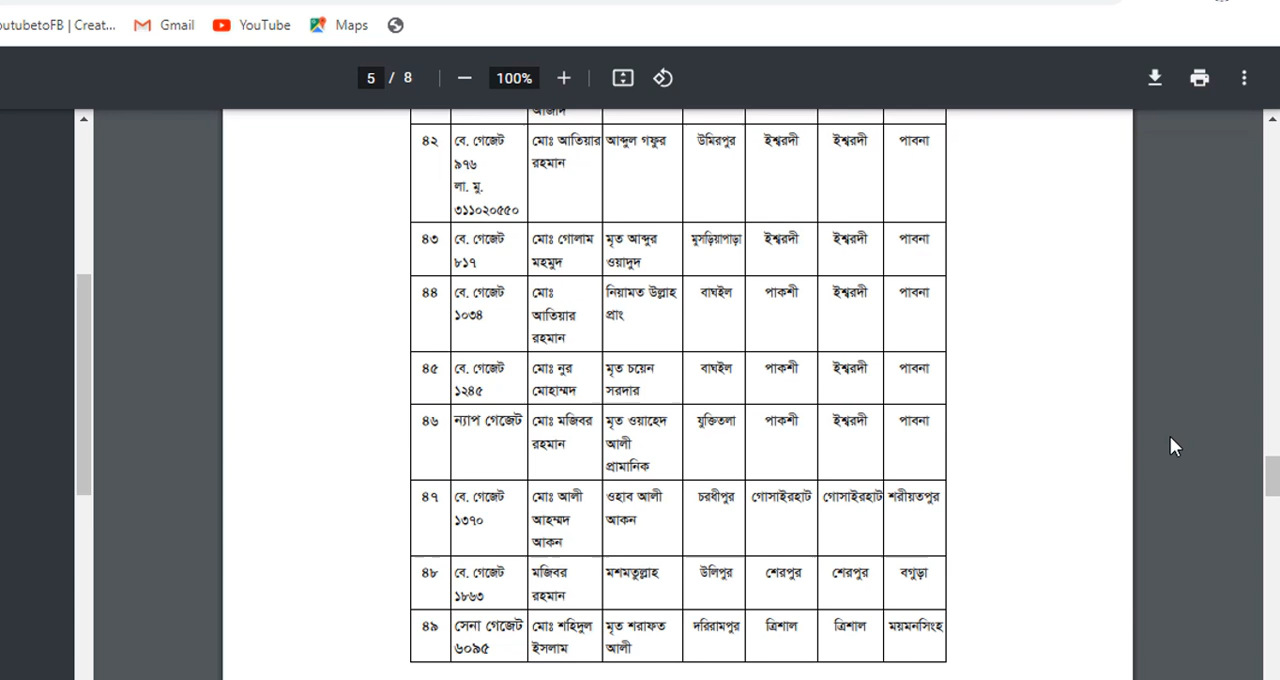 outubetoFB | Creat... Gmail YouTube Maps
5 / 8 100%
আজাদ
৪২ বে. গেজেট মোঃ আতিয়ার আব্দুল গফুর উমিরপুর ঈশ্বরদী ঈশ্বরদী পাবনা
৯৭৬ রহমান
লা. মু.
৩১১০২০৫৫০
৪৩ বে. গেজেট মোঃ গোলাম মৃত আব্দুর মুসড়িয়াপাড়া ঈশ্বরদী ঈশ্বরদী পাবনা
৮১৭ মহমুদ ওয়াদুদ
৪৪ বে. গেজেট মোঃ নিয়ামত উল্লাহ বাঘইল পাকশী ঈশ্বরদী পাবনা
১০৩৪ আতিয়ার প্রাং
রহমান
৪৫ বে. গেজেট মোঃ নুর মৃত চয়েন বাঘইল পাকশী ঈশ্বরদী পাবনা
১২৪৫ মোহাম্মদ সরদার
৪৬ ন্যাপ গেজেট মোঃ মজিবর মৃত ওয়াহেদ যুক্তিতলা পাকশী ঈশ্বরদী পাবনা
রহমান আলী
প্রামানিক
৪৭ বে. গেজেট মোঃ আলী ওহাব আলী চরধীপুর গোসাইরহাট গোসাইরহাট শরীয়তপুর
১৩৭০ আহম্মদ আকন
আকন
৪৮ বে. গেজেট মজিবর মশমতুল্লাহ উলিপুর শেরপুর শেরপুর বগুড়া
১৮৬৩ রহমান
৪৯ সেনা গেজেট মোঃ শহিদুল মৃত শরাফত দরিরামপুর ত্রিশাল ত্রিশাল ময়মনসিংহ
৬০৯৫ ইসলাম আলী